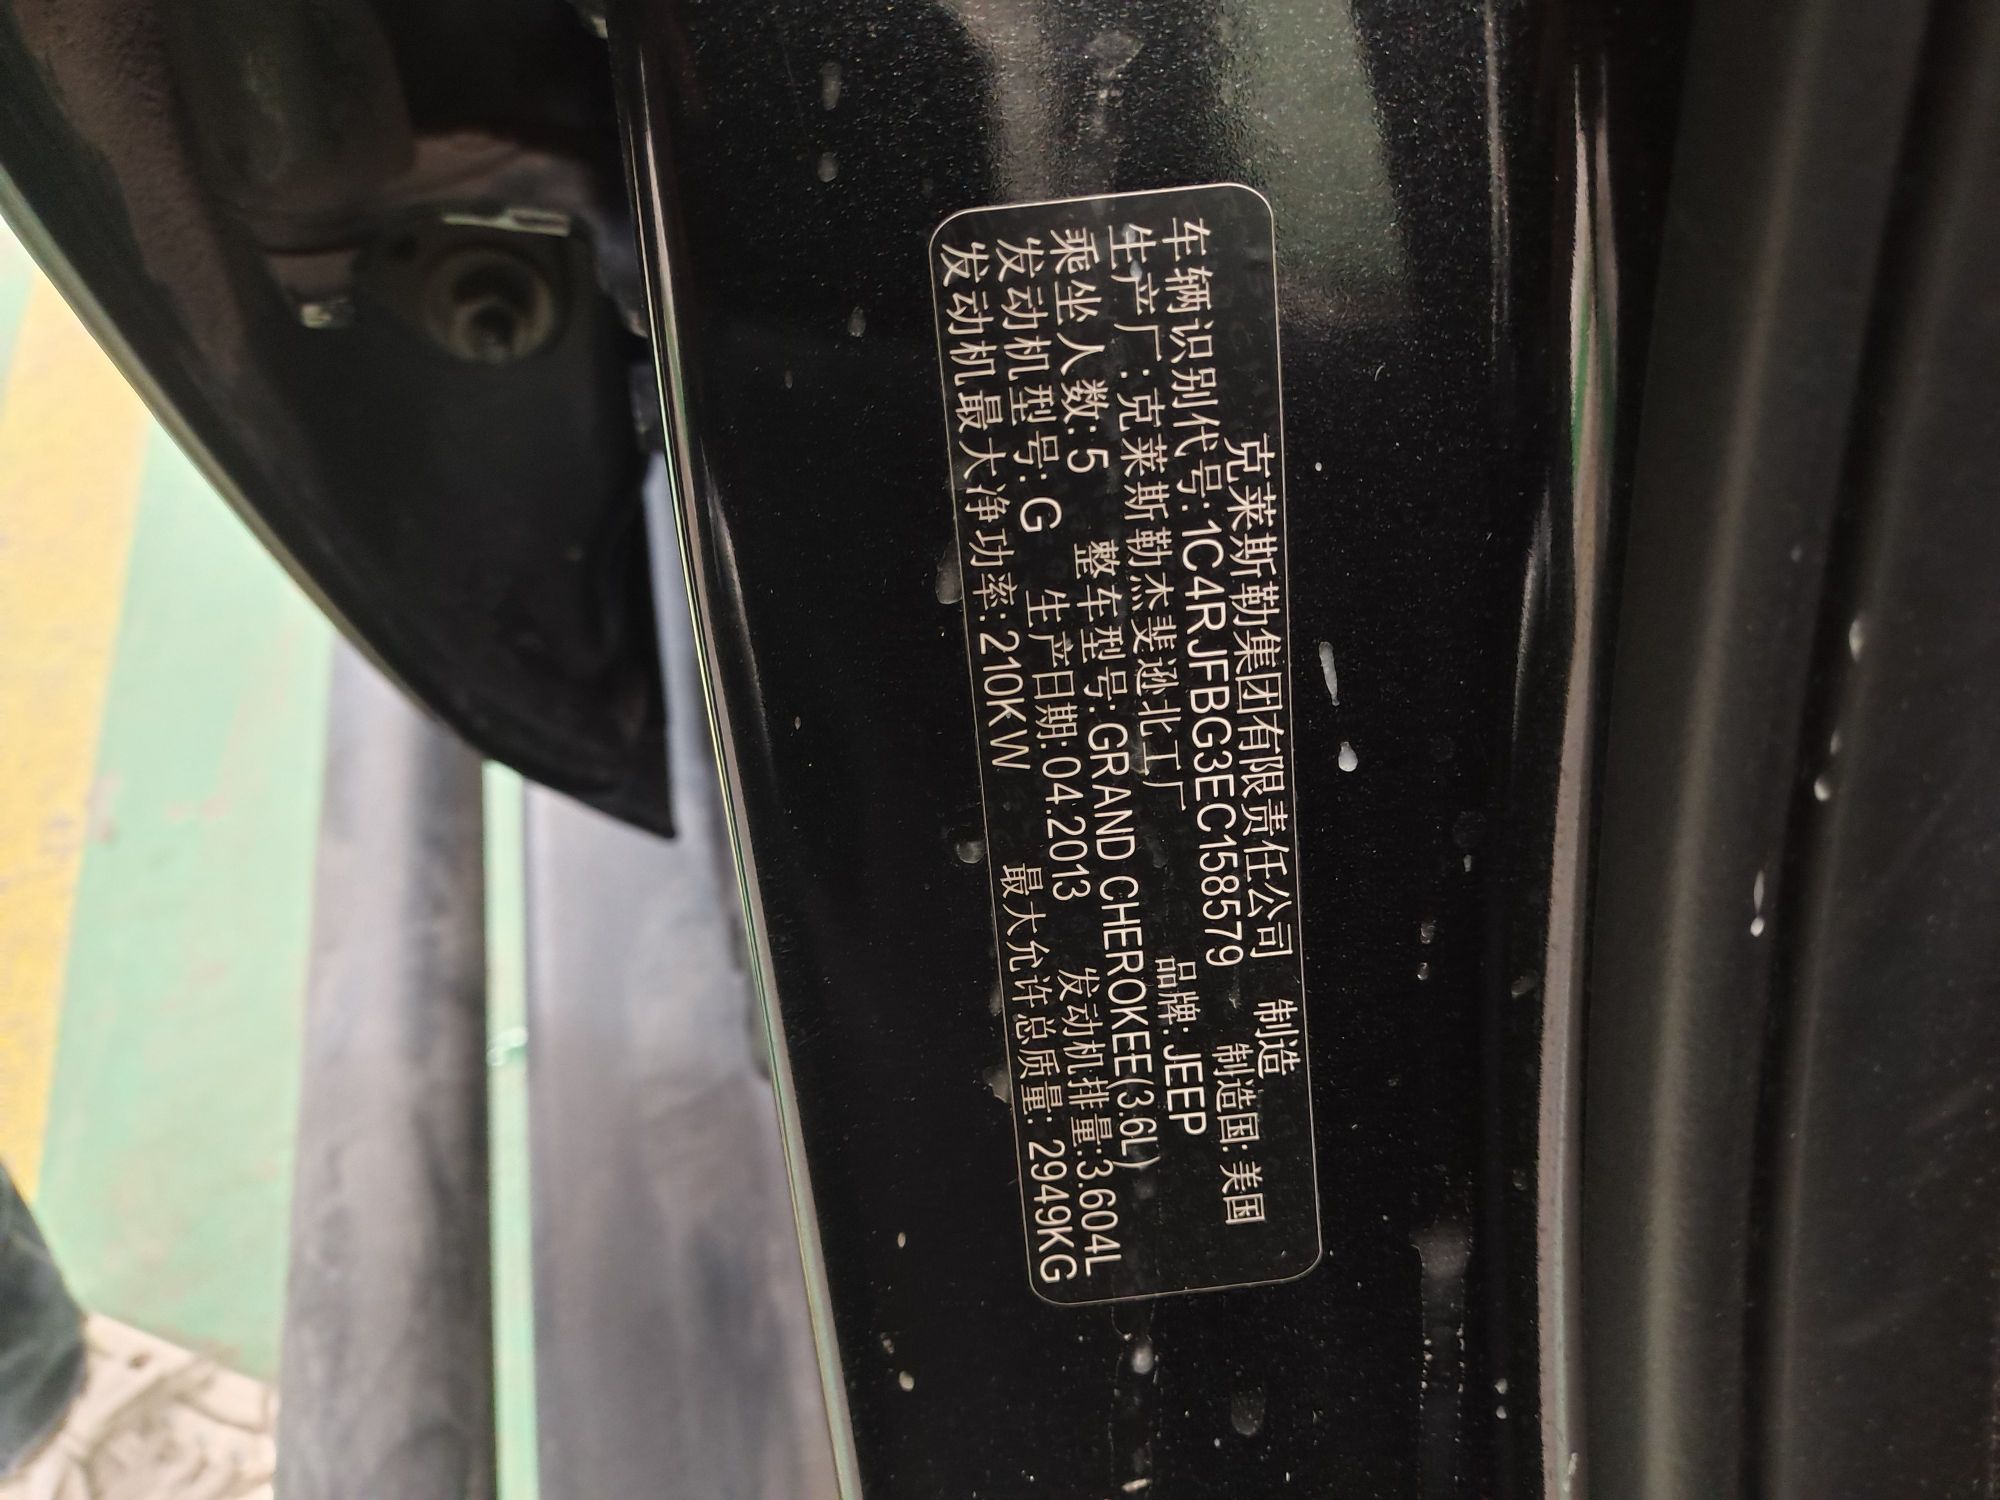 克莱斯勒集团有限责任公司 制造
车辆识别代号:1C4RJFBG3EC158579 制造国:美国
生产厂:克莱斯勒杰斐逊北工厂 品牌:JEEP
乘坐人数:5 整车型号:GRAND CHEROKEE(3.6L)
发动机型号:G 生产日期:04.2013 发动机排量:3.604L
发动机最大净功率:210KW 最大允许总质量:2949KG